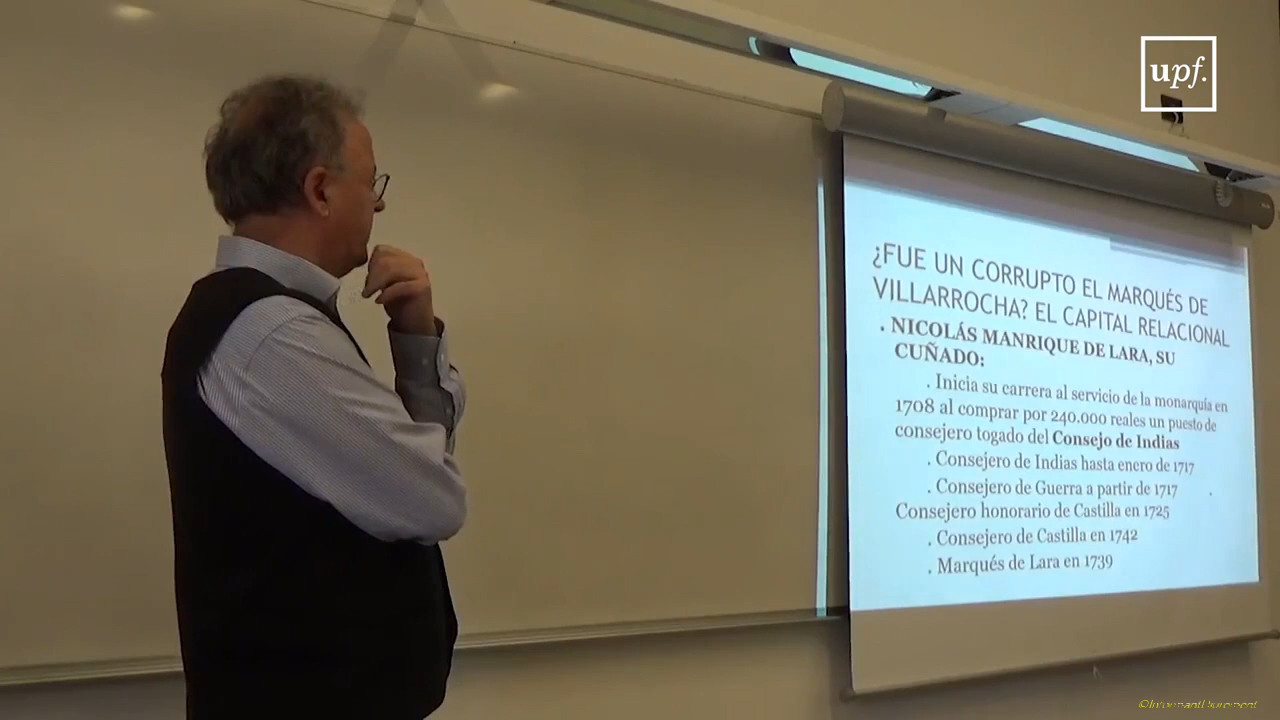 upf.
¿FUE UN CORRUPTO EL MARQUÉS DE
VILLARROCHA? EL CAPITAL RELACIONAL
. NICOLÁS MANRIQUE DE LARA, SU
CUÑADO:
. Inicia su carrera al servicio de la monarquía en
1708 al comprar por 240.000 reales un puesto de
consejero togado del Consejo de Indias
. Consejero de Indias hasta enero de 1717
. Consejero de Guerra a partir de 1717 .
Consejero honorario de Castilla en 1725
. Consejero de Castilla en 1742
. Marqués de Lara en 1739